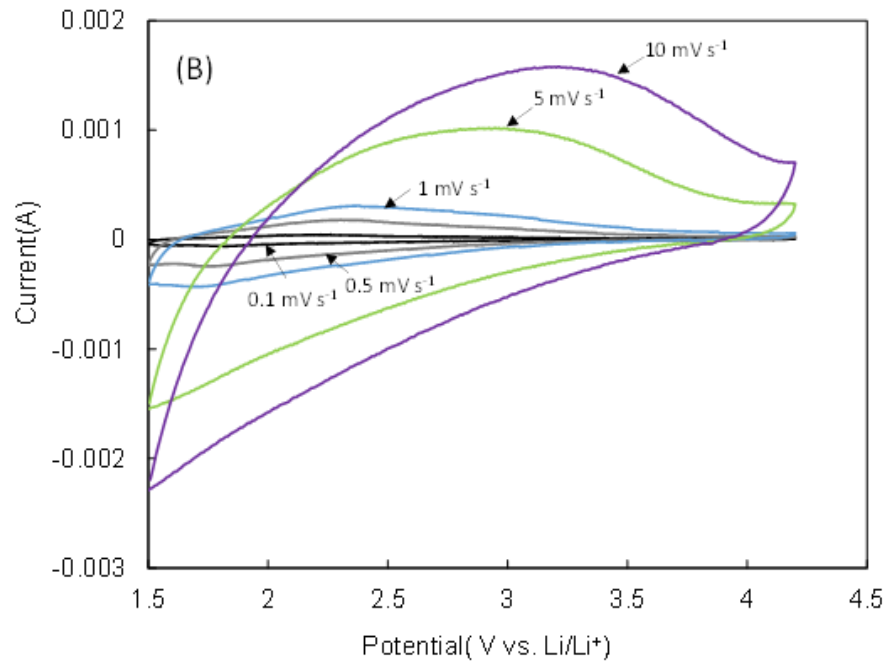 (B)
0.002
0.001
0
-0.001
-0.002
-0.003
Current(A)
10 mV s⁻¹
5 mV s⁻¹
1 mV s⁻¹
0.1 mV s⁻¹
0.5 mV s⁻¹
1.5 2 2.5 3 3.5 4 4.5
Potential( V vs. Li/Li⁺)